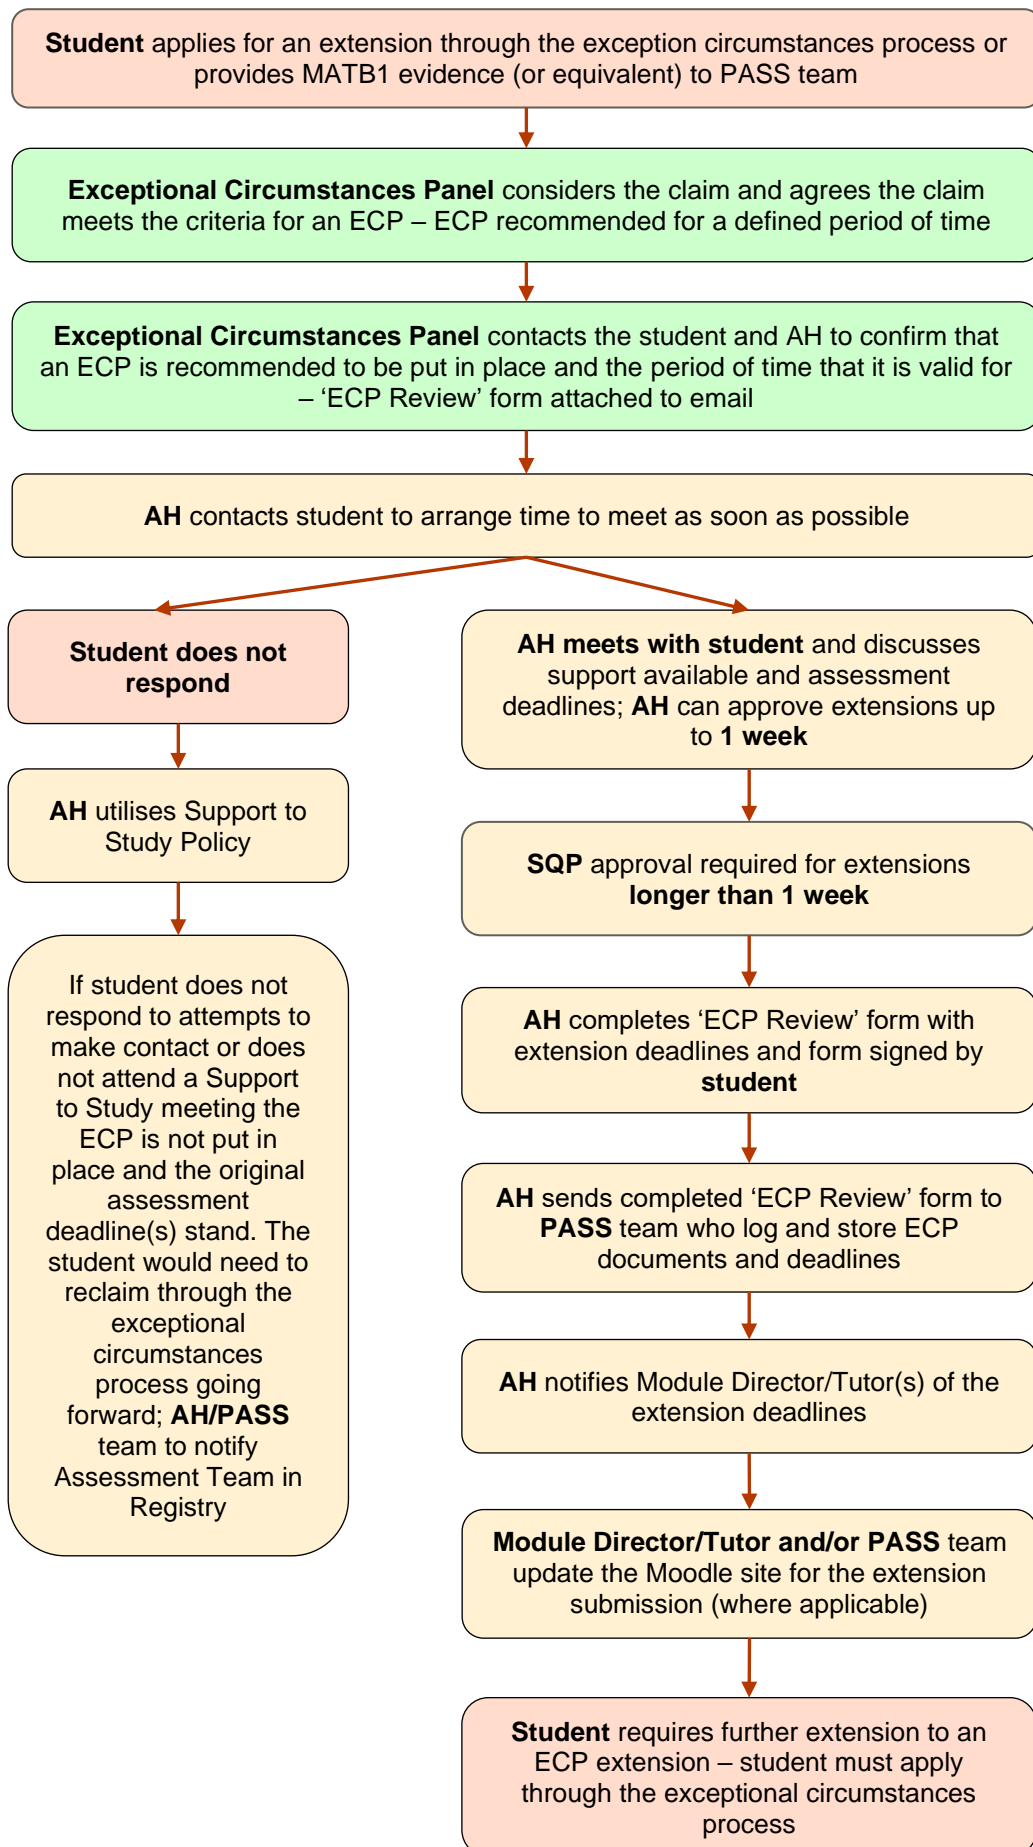 Student applies for an extension through the exception circumstances process or
provides MATB1 evidence (or equivalent) to PASS team
Exceptional Circumstances Panel considers the claim and agrees the claim
meets the criteria for an ECP – ECP recommended for a defined period of time
Exceptional Circumstances Panel contacts the student and AH to confirm that
an ECP is recommended to be put in place and the period of time that it is valid for
– ‘ECP Review’ form attached to email
AH contacts student to arrange time to meet as soon as possible
Student does not
respond
AH utilises Support to
Study Policy
If student does not
respond to attempts to
make contact or does
not attend a Support
to Study meeting the
ECP is not put in
place and the original
assessment
deadline(s) stand. The
student would need to
reclaim through the
exceptional
circumstances
process going
forward; AH/PASS
team to notify
Assessment Team in
Registry
AH meets with student and discusses
support available and assessment
deadlines; AH can approve extensions up
to 1 week
SQP approval required for extensions
longer than 1 week
AH completes ‘ECP Review’ form with
extension deadlines and form signed by
student
AH sends completed ‘ECP Review’ form to
PASS team who log and store ECP
documents and deadlines
AH notifies Module Director/Tutor(s) of the
extension deadlines
Module Director/Tutor and/or PASS team
update the Moodle site for the extension
submission (where applicable)
Student requires further extension to an
ECP extension – student must apply
through the exceptional circumstances
process